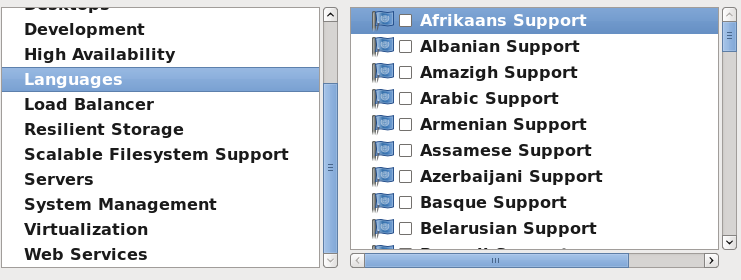 Desktops
Development
High Availability
Languages
Load Balancer
Resilient Storage
Scalable Filesystem Support
Servers
System Management
Virtualization
Web Services
Afrikaans Support
Albanian Support
Amazigh Support
Arabic Support
Armenian Support
Assamese Support
Azerbaijani Support
Basque Support
Belarusian Support